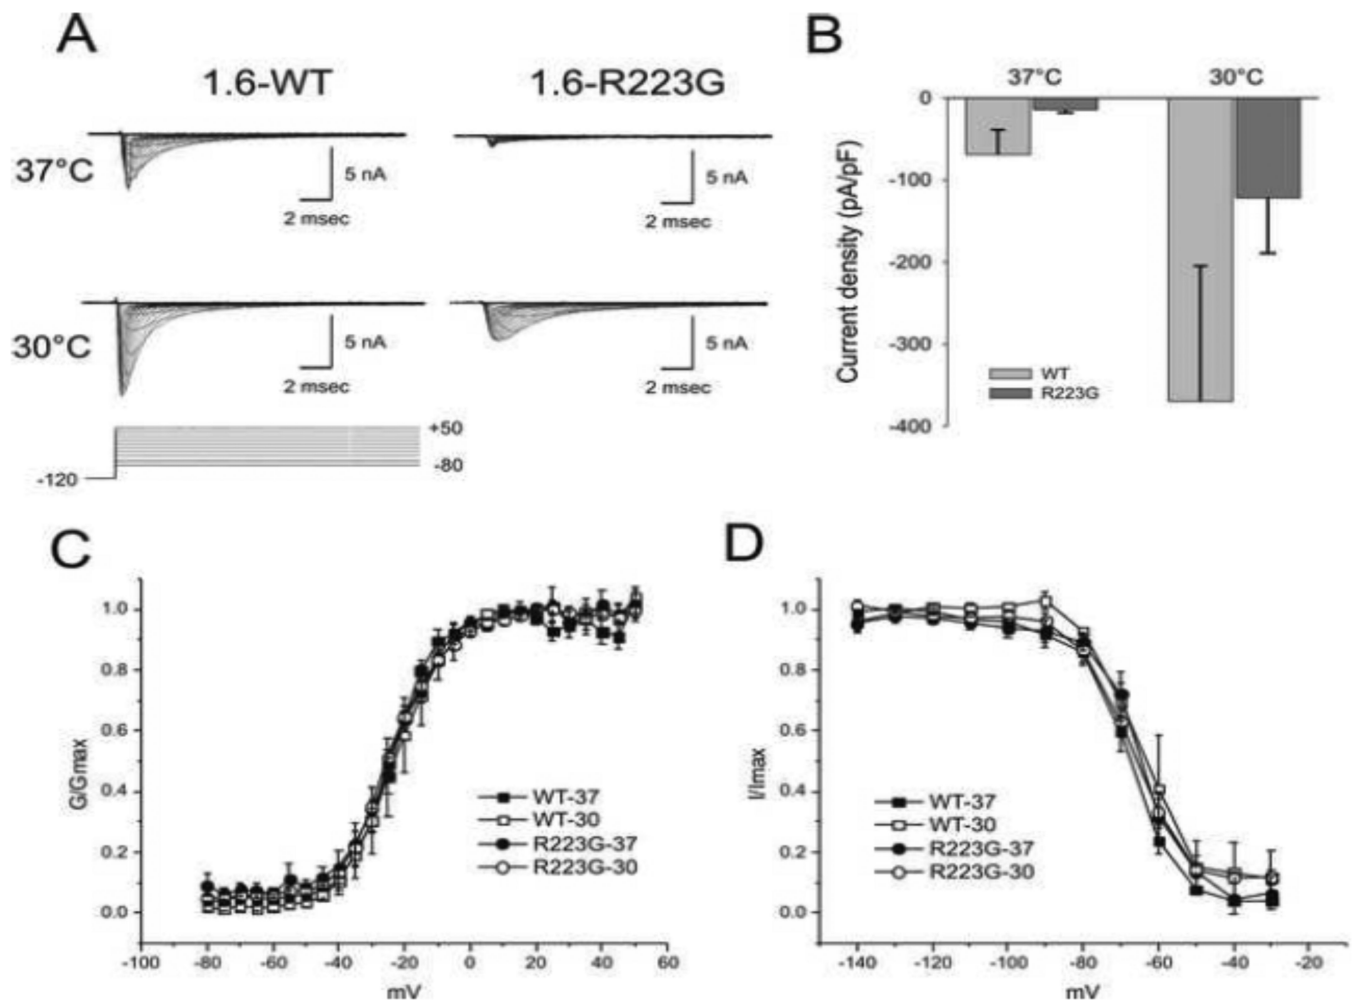 A
1.6-WT
1.6-R223G
37°C
5 nA
2 msec
5 nA
2 msec
30°C
5 nA
2 msec
5 nA
2 msec
+50
-80
-120
B
37°C
30°C
0
-100
-200
-300
-400
Current density (pA/pF)
WT
R223G
C
1.0
0.8
0.6
0.4
0.2
0.0
G/Gmax
WT-37
WT-30
R223G-37
R223G-30
-100
-80
-60
-40
-20
0
20
40
60
mV
D
1.0
0.8
0.6
0.4
0.2
0.0
I/Imax
WT-37
WT-30
R223G-37
R223G-30
-140
-120
-100
-80
-60
-40
-20
mV